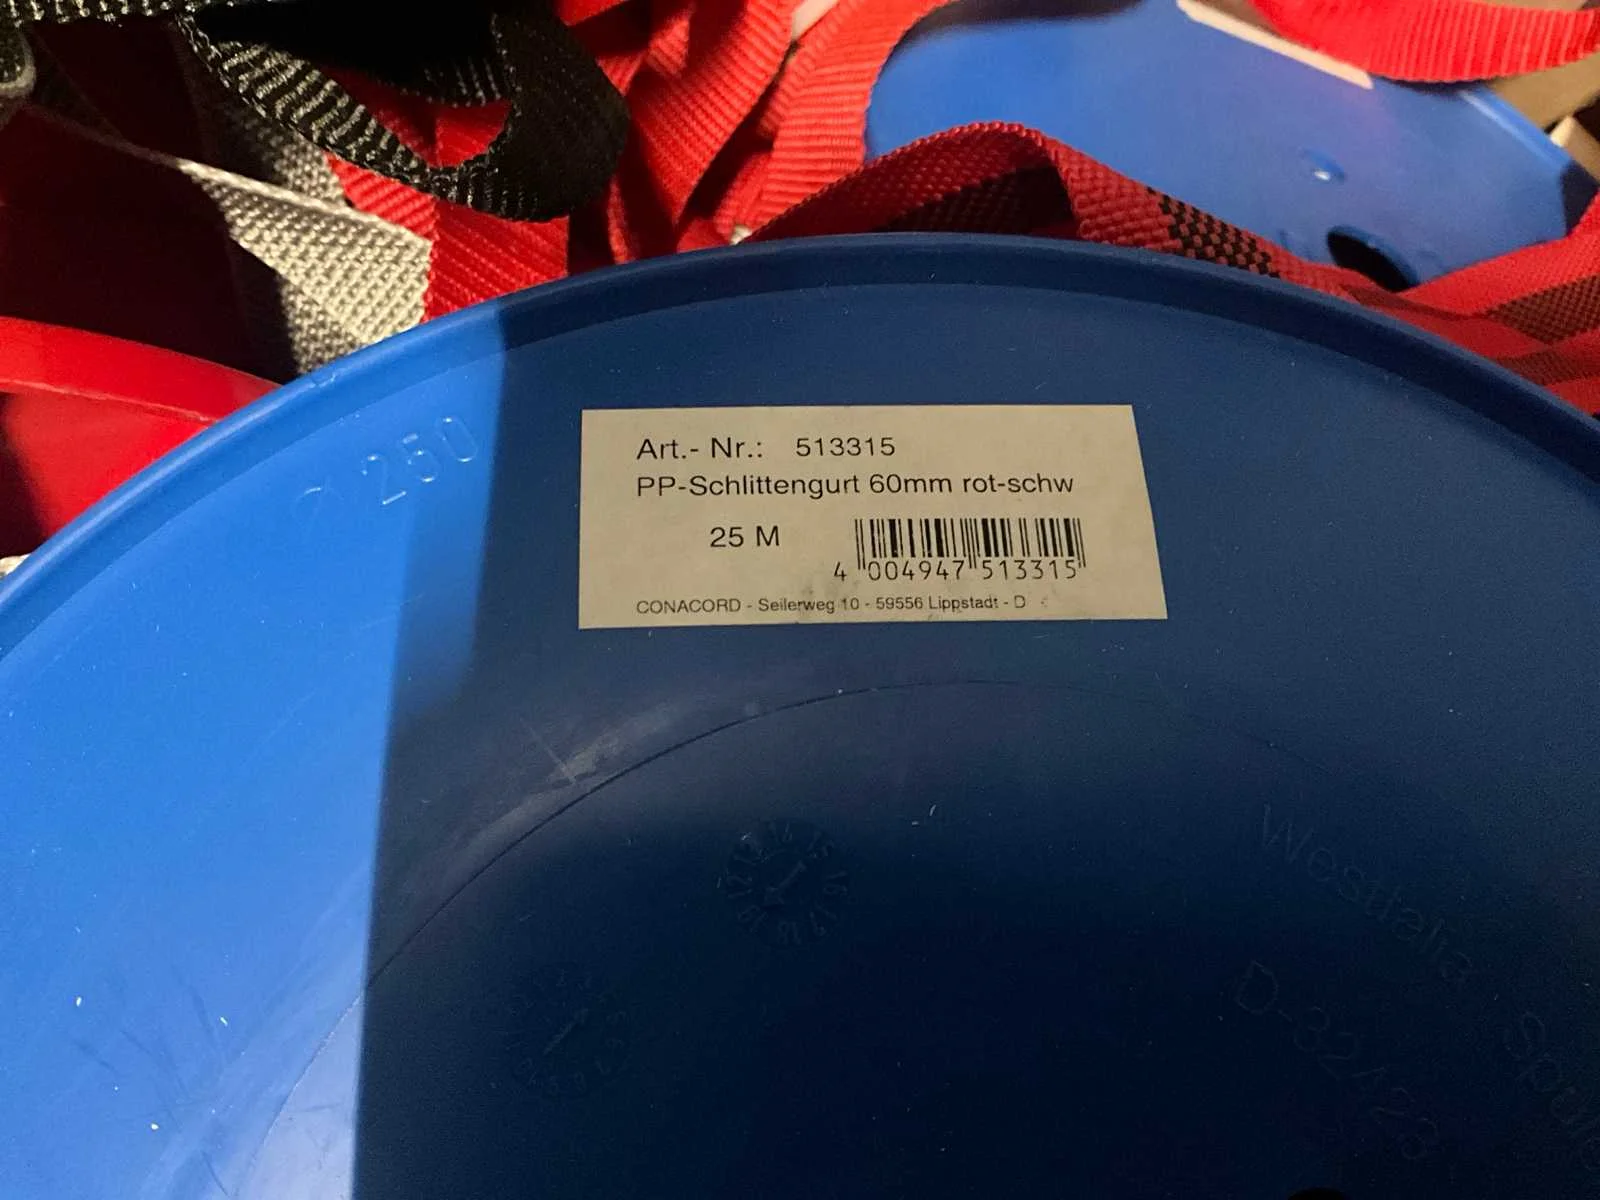 ø 250
Art.- Nr.: 513315
PP-Schlittengurt 60mm rot-schw
25 M
4 004947 513315
CONACORD - Seilerweg 10 - 59556 Lippstadt - D
Westfalia
D-32423